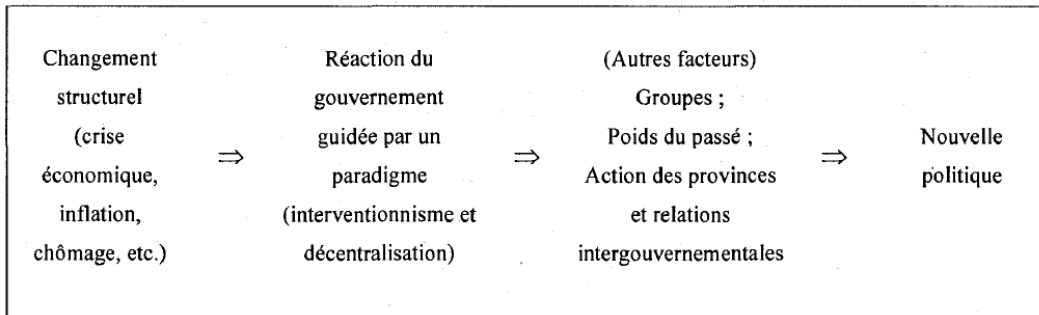 Changement
structurel
(crise
économique,
inflation,
chômage, etc.)
⇒
Réaction du
gouvernement
guidée par un
paradigme
(interventionnisme et
décentralisation)
⇒
(Autres facteurs)
Groupes ;
Poids du passé ;
Action des provinces
et relations
intergouvernementales
⇒
Nouvelle
politique